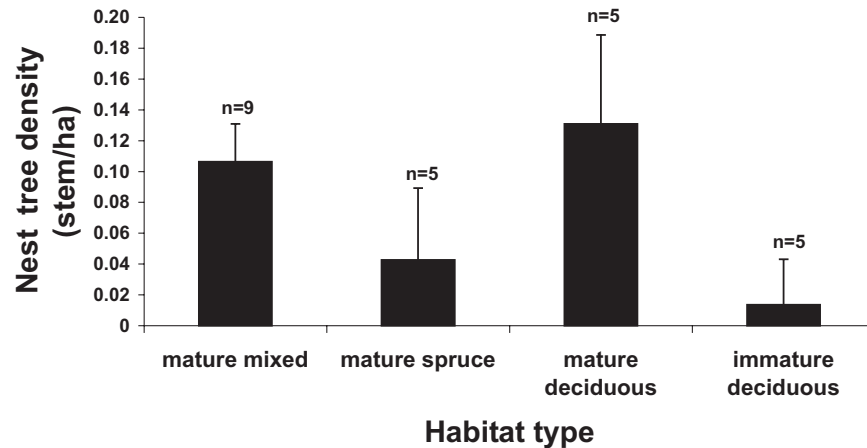 Nest tree density
(stem/ha)
0.20
0.18
0.16
0.14
0.12
0.10
0.08
0.06
0.04
0.02
0
n=9
n=5
n=5
n=5
mature mixed
mature spruce
mature
deciduous
immature
deciduous
Habitat type